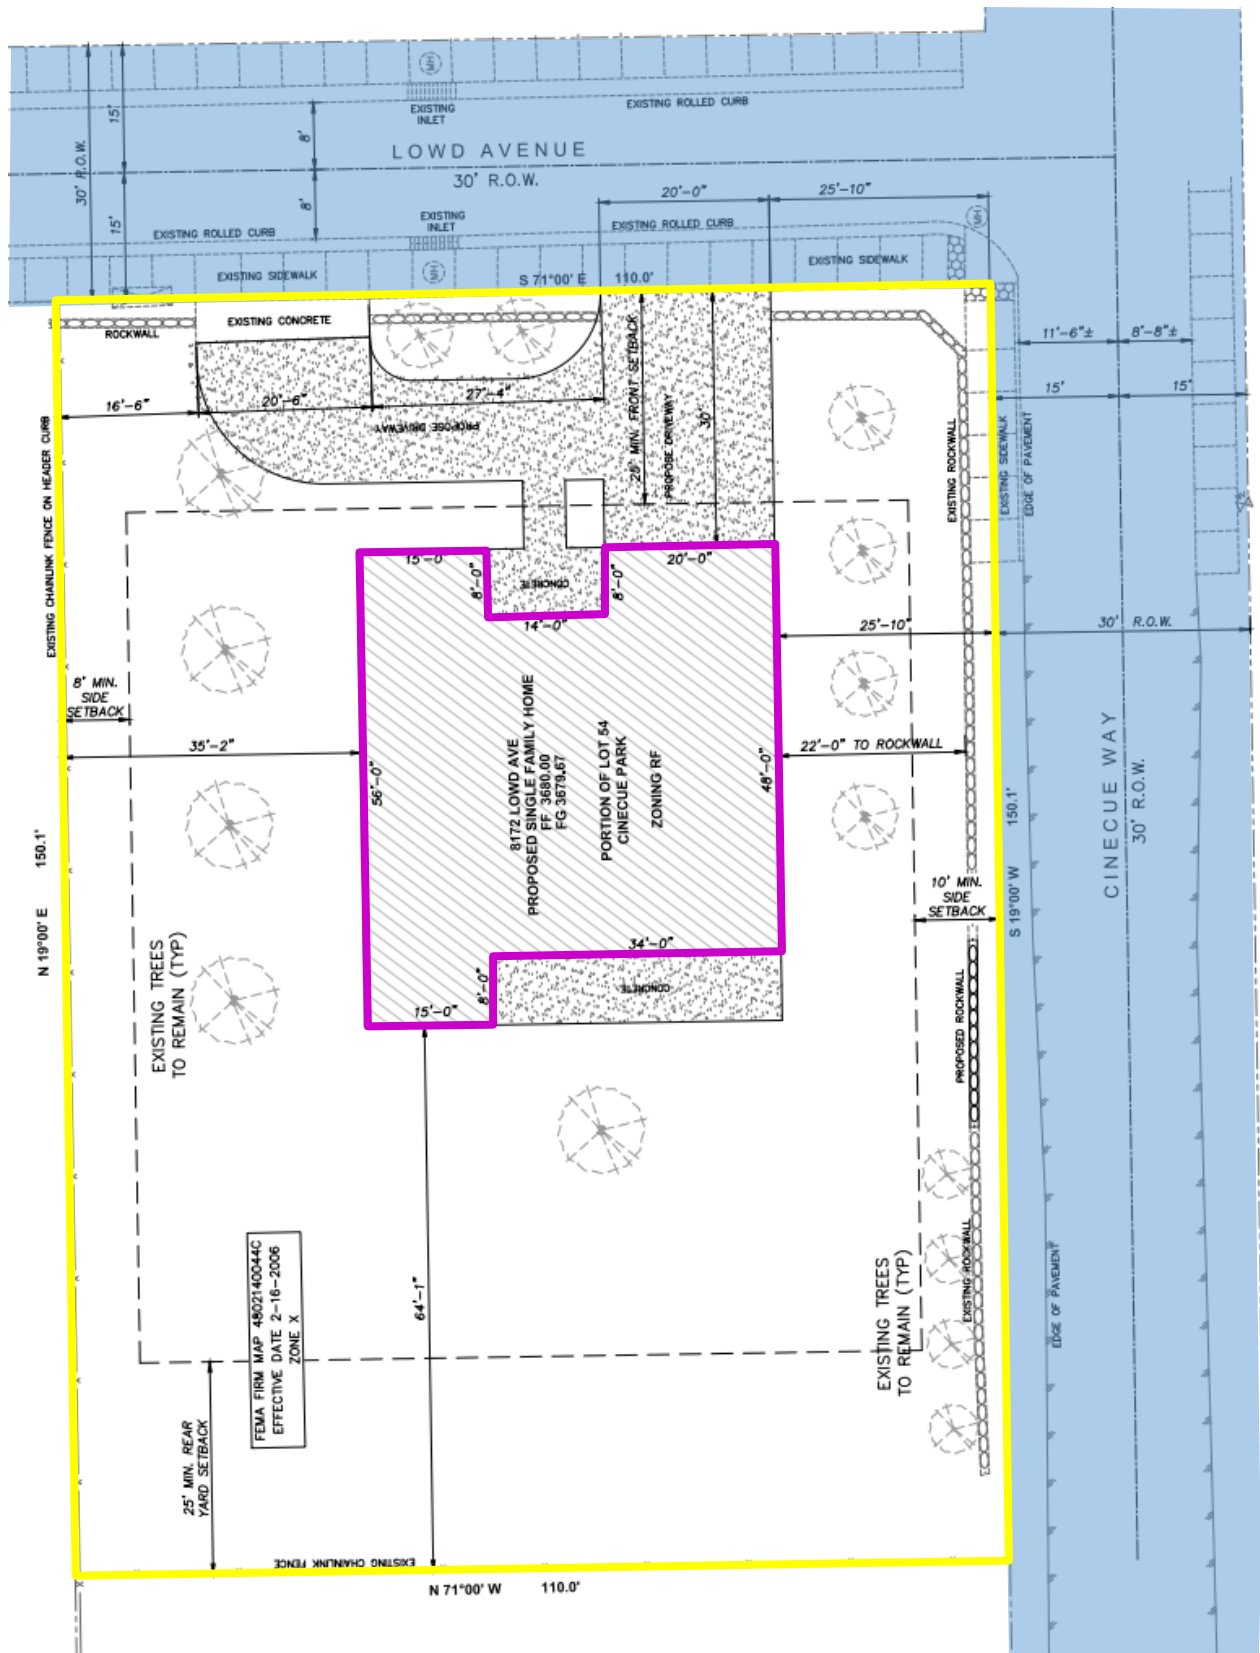 MH
EXISTING
INLET
EXISTING ROLLED CURB
15'
8'
30' R.O.W.
LOWD AVENUE
30' R.O.W.
15'
8'
20'-0"
25'-10"
EXISTING ROLLED CURB
EXISTING
INLET
EXISTING ROLLED CURB
MH
EXISTING SIDEWALK
MH
EXISTING SIDEWALK
S 71°00' E
110.0'
ROCKWALL
EXISTING CONCRETE
11'-6"±
8'-8"±
15'
15'
16'-6"
20'-6"
27'-4"
PROPOSE DRIVEWAY
25' MIN. FRONT SETBACK
PROPOSE DRIVEWAY
30'
EXISTING CHAINLINK FENCE ON HEADER CURB
EXISTING ROCKWALL
EXISTING SIDEWALK
EDGE OF PAVEMENT
15'-0
8'-0"
CONCRETE
8'-0"
20'-0"
14'-0"
25'-10"
30' R.O.W.
8' MIN.
SIDE
SETBACK
35'-2"
56'-0"
8172 LOWD AVE
PROPOSED SINGLE FAMILY HOME
FF 3680.00
FG 3679.67
PORTION OF LOT 54
CINECUE PARK
ZONING RF
48'-0"
22'-0" TO ROCKWALL
CINECUE WAY
30' R.O.W.
N 19°00' E
150.1'
S 19°00' W
150.1'
10' MIN.
SIDE
SETBACK
34'-0"
8'-0"
CONCRETE
15'-0"
EXISTING TREES
TO REMAIN (TYP)
PROPOSED ROCKWALL
64'-1"
FEMA FIRM MAP 4802140044C
EFFECTIVE DATE 2-16-2006
ZONE X
EXISTING TREES
TO REMAIN (TYP)
EXISTING ROCKWALL
EDGE OF PAVEMENT
25' MIN. REAR
YARD SETBACK
EXISTING CHAINLINK FENCE
N 71°00' W
110.0'